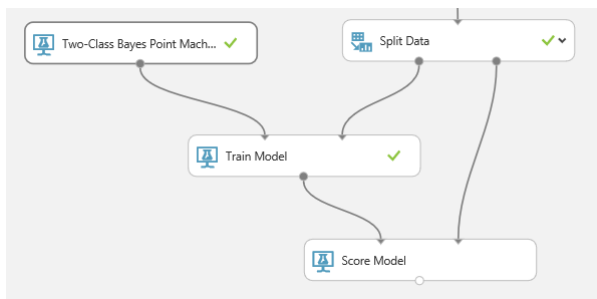 Two-Class Bayes Point Mach...
Split Data
Train Model
Score Model